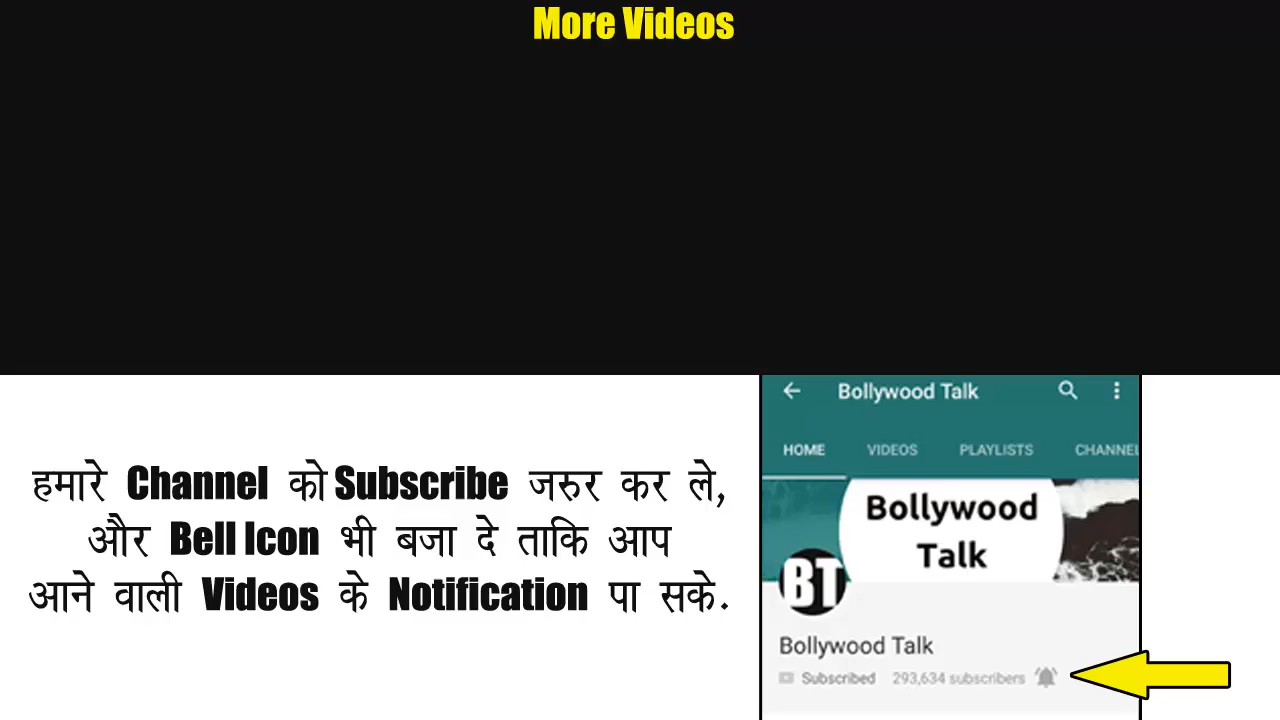 More Videos
हमारे Channel को Subscribe जरुर कर ले,
और Bell Icon भी बजा दे ताकि आप
आने वाली Videos के Notification पा सके.
Bollywood Talk
HOME VIDEOS PLAYLISTS CHANNEL
Bollywood
Talk
BT
Bollywood Talk
Subscribed 293,634 subscribers